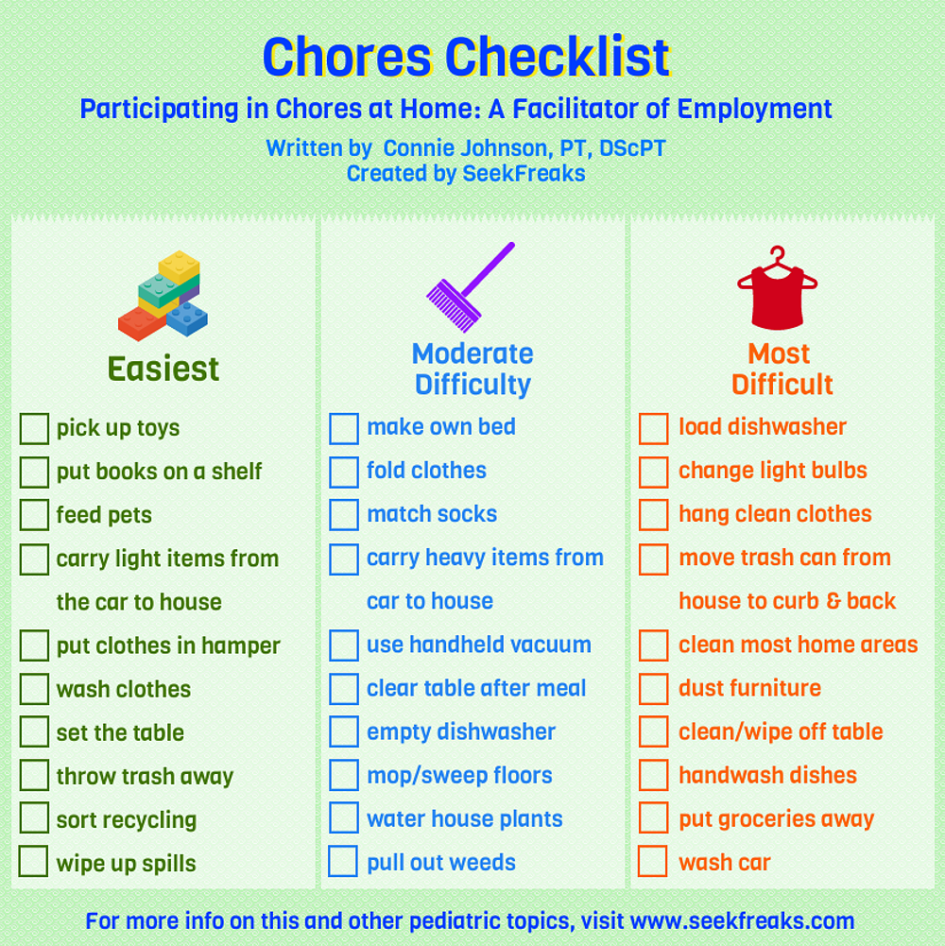 Chores Checklist
Participating in Chores at Home: A Facilitator of Employment
Written by Connie Johnson, PT, DScPT
Created by SeekFreaks
Easiest
pick up toys
put books on a shelf
feed pets
carry light items from
the car to house
put clothes in hamper
wash clothes
set the table
throw trash away
sort recycling
wipe up spills
Moderate
Difficulty
make own bed
fold clothes
match socks
carry heavy items from
car to house
use handheld vacuum
clear table after meal
empty dishwasher
mop/sweep floors
water house plants
pull out weeds
Most
Difficult
load dishwasher
change light bulbs
hang clean clothes
move trash can from
house to curb & back
clean most home areas
dust furniture
clean/wipe off table
handwash dishes
put groceries away
wash car
For more info on this and other pediatric topics, visit www.seekfreaks.com